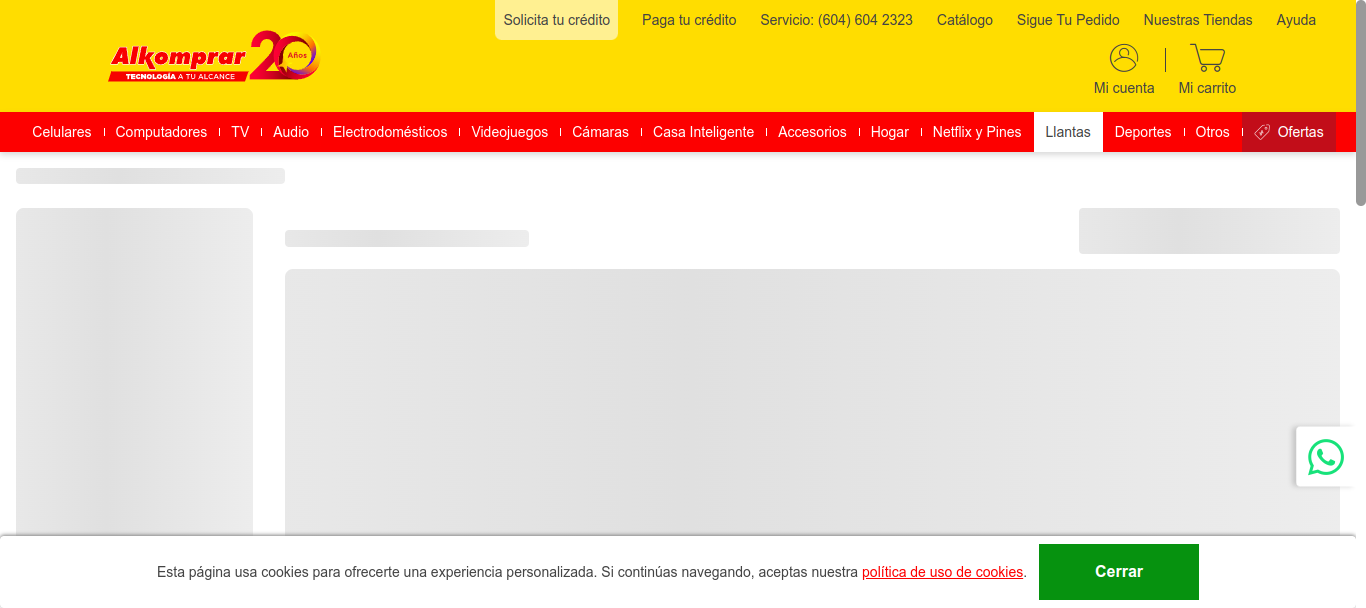 Solicita tu crédito Paga tu crédito Servicio: (604) 604 2323 Catálogo Sigue Tu Pedido Nuestras Tiendas Ayuda
Alkomprar 20 Años
TECNOLOGÍA A TU ALCANCE
Mi cuenta Mi carrito
Celulares Computadores TV Audio Electrodomésticos Videojuegos Cámaras Casa Inteligente Accesorios Hogar Netflix y Pines Llantas Deportes Otros Ofertas
Esta página usa cookies para ofrecerte una experiencia personalizada. Si continúas navegando, aceptas nuestra política de uso de cookies. Cerrar